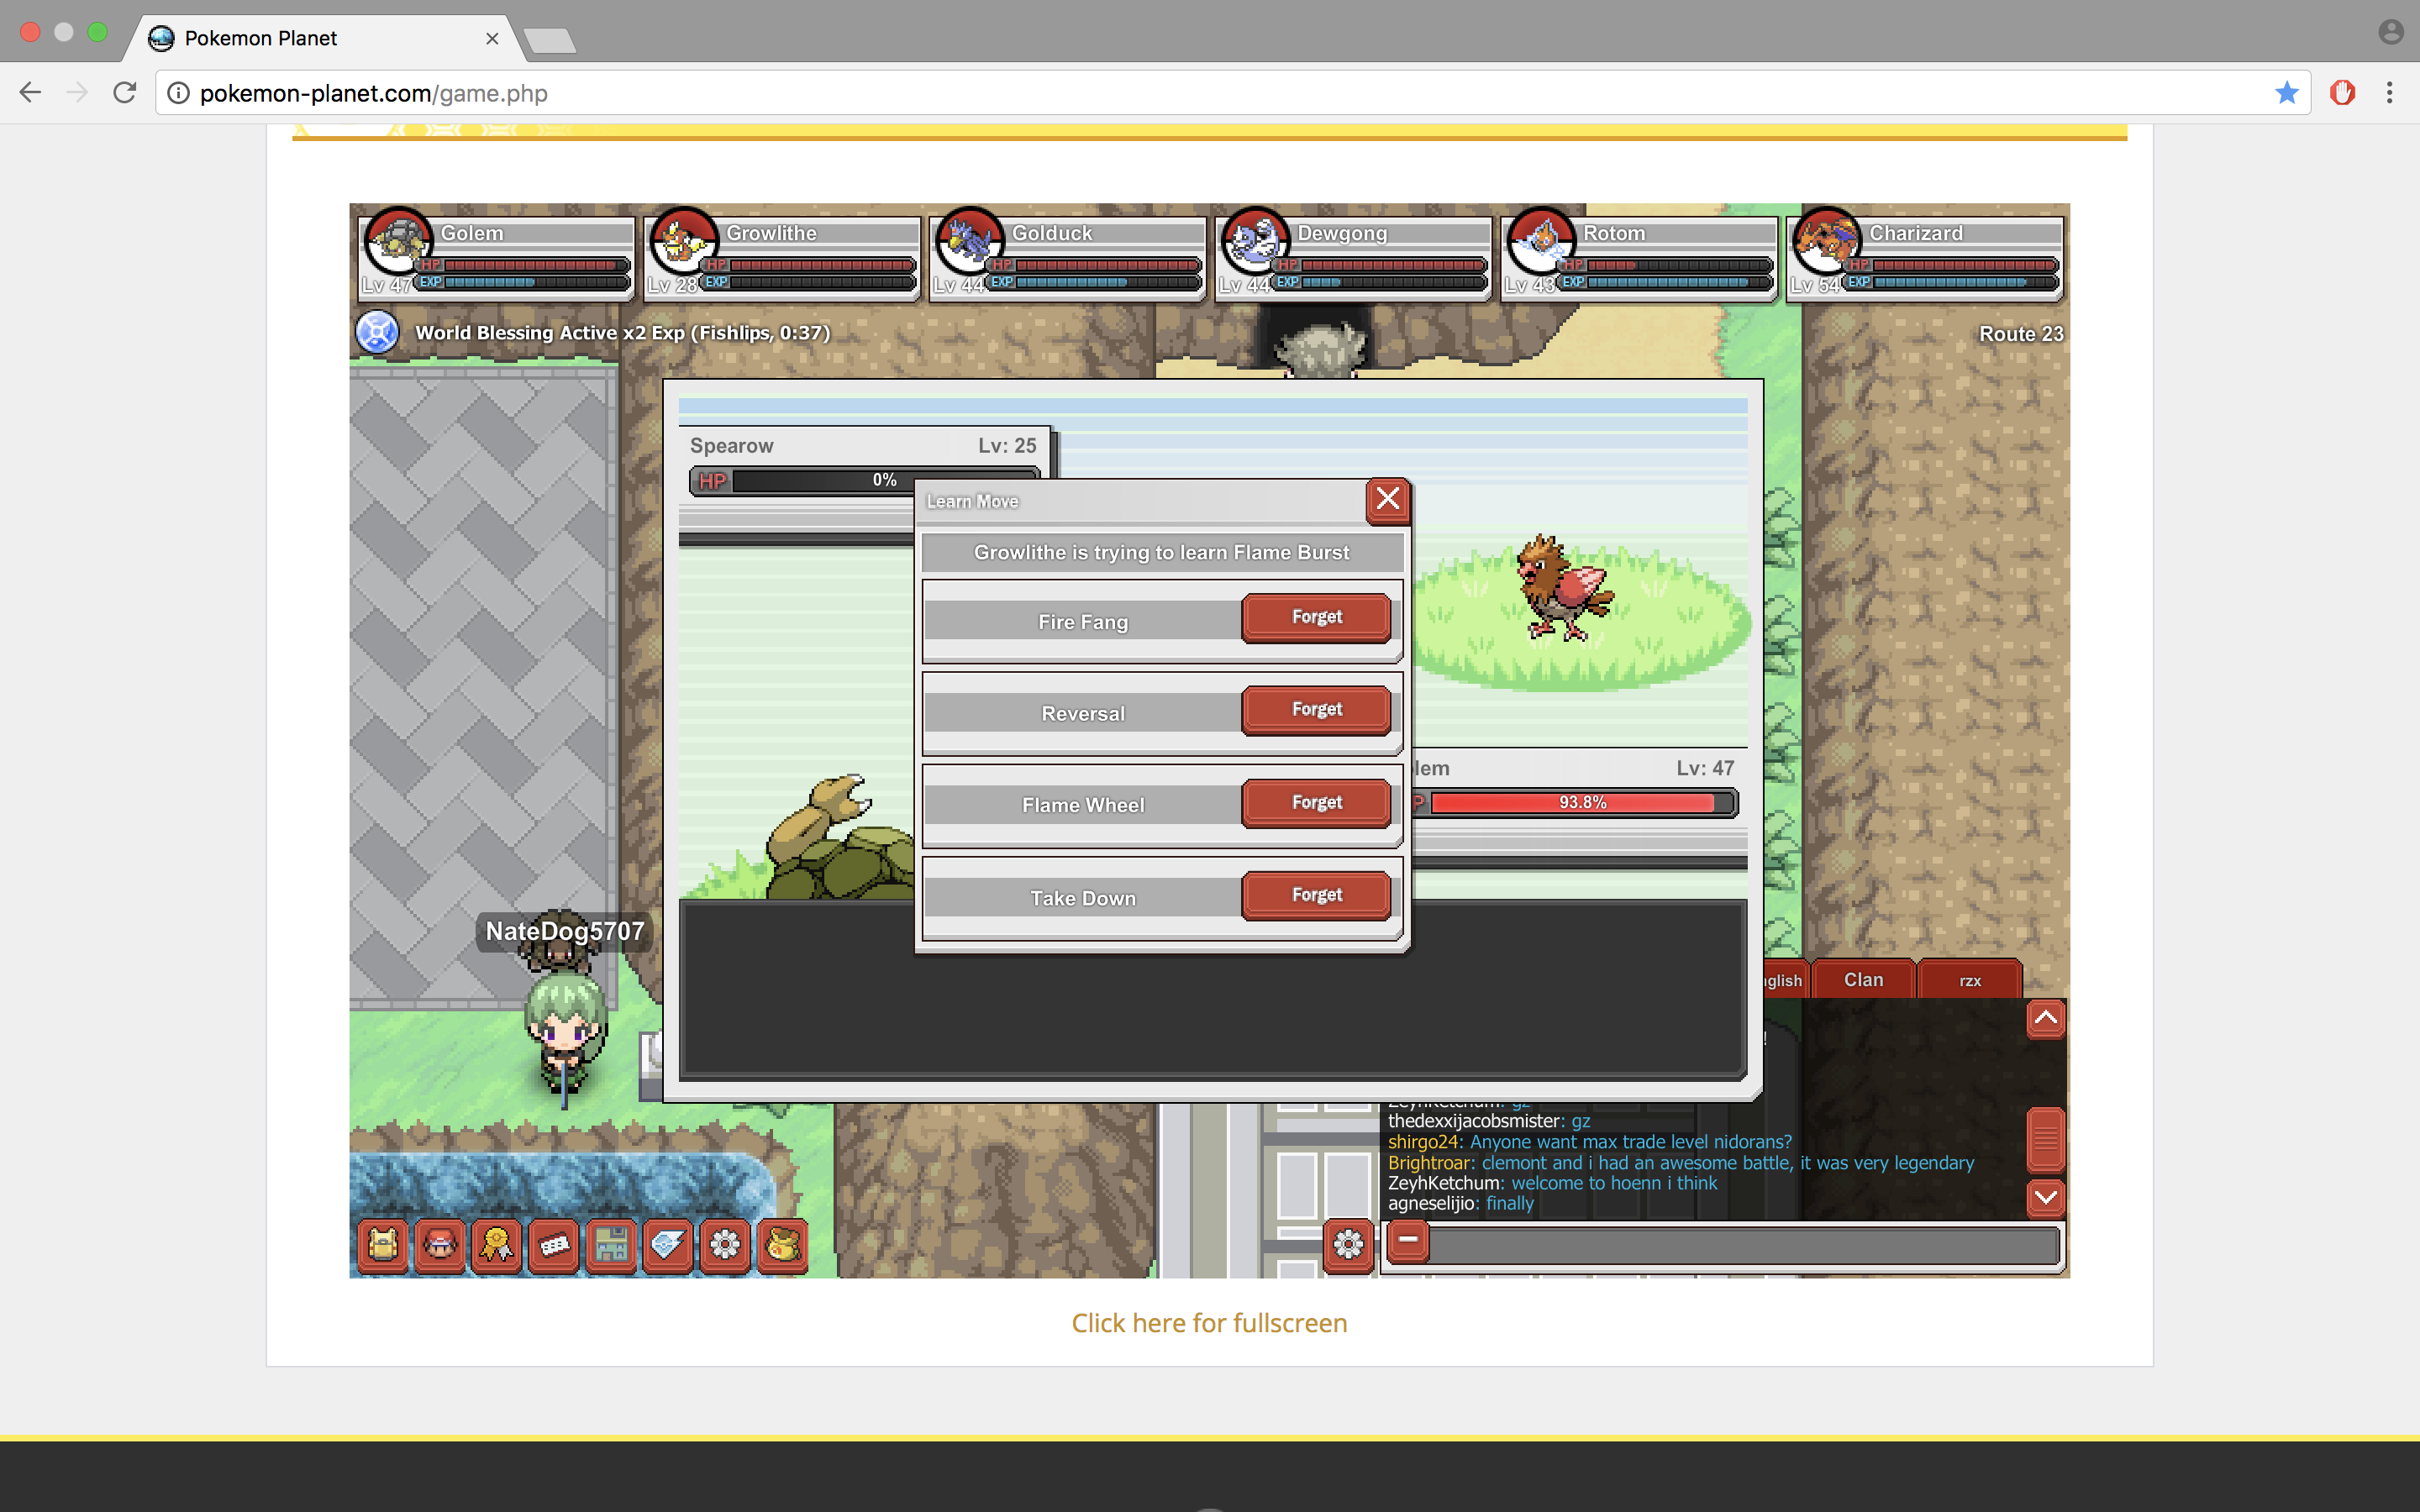 Pokemon Planet
pokemon-planet.com/game.php
Golem
HP
Lv 47 EXP
Growlithe
HP
Lv 28 EXP
Golduck
HP
Lv 44 EXP
Dewgong
HP
Lv 44 EXP
Rotom
HP
Lv 43 EXP
Charizard
HP
Lv 54 EXP
World Blessing Active x2 Exp (Fishlips, 0:37)
Route 23
Spearow Lv: 25
HP 0%
Learn Move
Growlithe is trying to learn Flame Burst
Fire Fang Forget
Reversal Forget
Flame Wheel Forget
Take Down Forget
lem Lv: 47
P 93.8%
NateDog5707
nglish Clan rzx
!
ZeyhKetchum: gz
thedexxijacobsmister: gz
shirgo24: Anyone want max trade level nidorans?
Brightroar: clemont and i had an awesome battle, it was very legendary
ZeyhKetchum: welcome to hoenn i think
agneselijio: finally
Click here for fullscreen